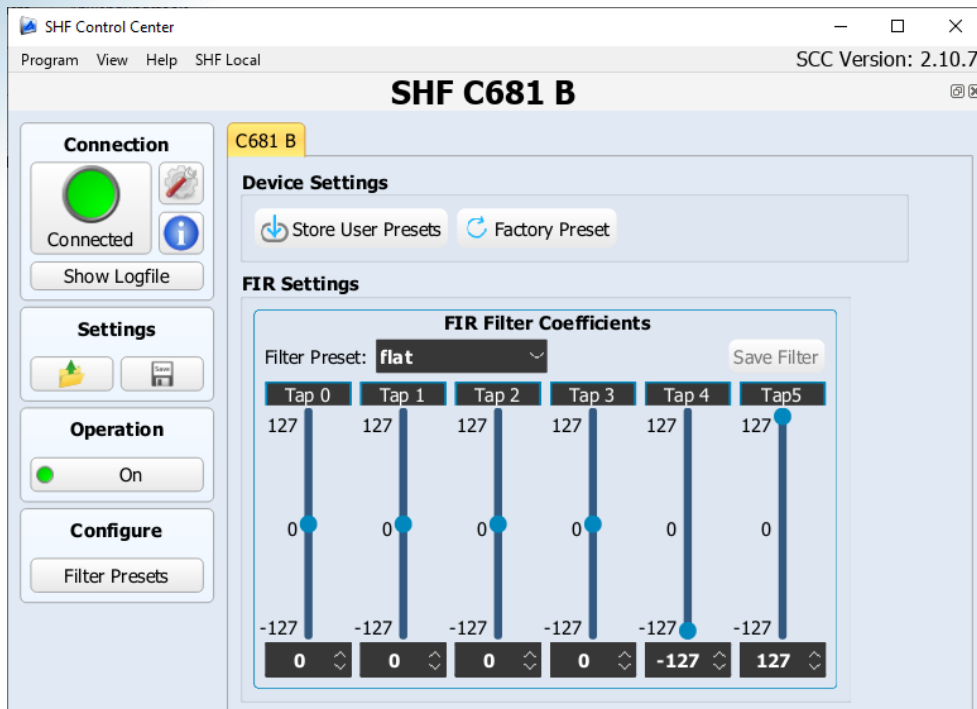 SHF Control Center
Program View Help SHF Local
SCC Version: 2.10.7
SHF C681 B
Connection
Connected
Show Logfile
Settings
Save
Operation
On
Configure
Filter Presets
C681 B
Device Settings
Store User Presets Factory Preset
FIR Settings
FIR Filter Coefficients
Filter Preset: flat Save Filter
Tap 0 Tap 1 Tap 2 Tap 3 Tap 4 Tap5
127 127 127 127 127 127
0 0 0 0 0 0
-127 -127 -127 -127 -127 -127
0 0 0 0 -127 127